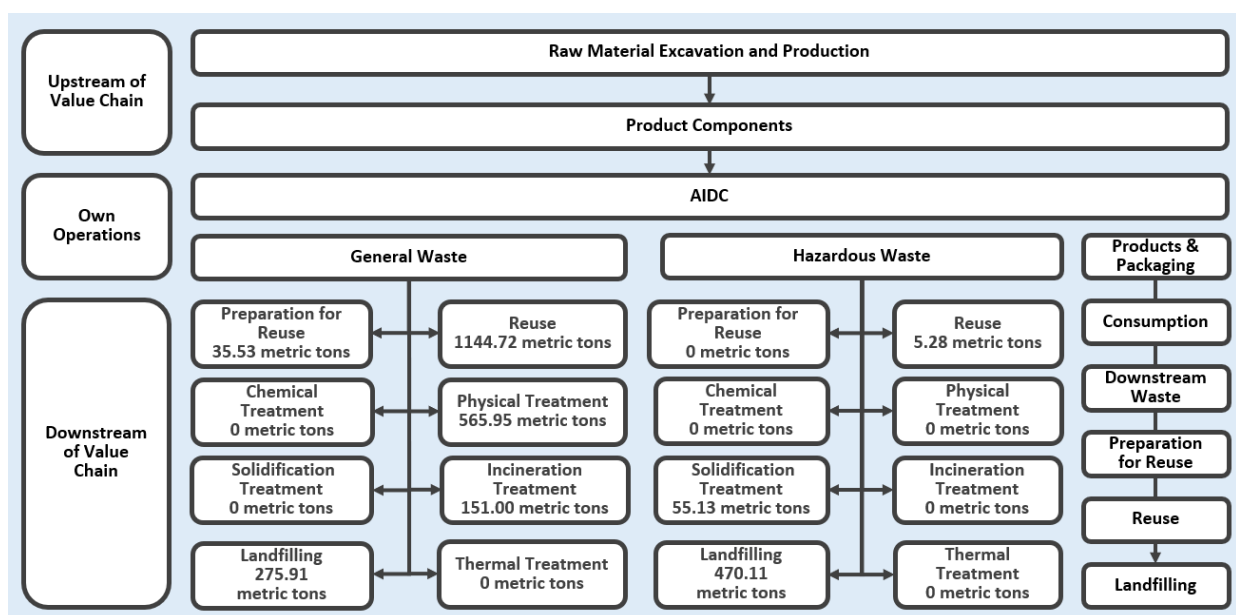 Upstream of
Value Chain
Raw Material Excavation and Production
Product Components
Own
Operations
AIDC
General Waste
Hazardous Waste
Products &
Packaging
Downstream
of Value
Chain
Preparation for
Reuse
35.53 metric tons
Reuse
1144.72 metric tons
Chemical
Treatment
0 metric tons
Physical Treatment
565.95 metric tons
Solidification
Treatment
0 metric tons
Incineration
Treatment
151.00 metric tons
Landfilling
275.91
metric tons
Thermal Treatment
0 metric tons
Preparation for
Reuse
0 metric tons
Reuse
5.28 metric tons
Chemical
Treatment
0 metric tons
Physical
Treatment
0 metric tons
Solidification
Treatment
55.13 metric tons
Incineration
Treatment
0 metric tons
Landfilling
470.11
metric tons
Thermal
Treatment
0 metric tons
Consumption
Downstream
Waste
Preparation
for Reuse
Reuse
Landfilling